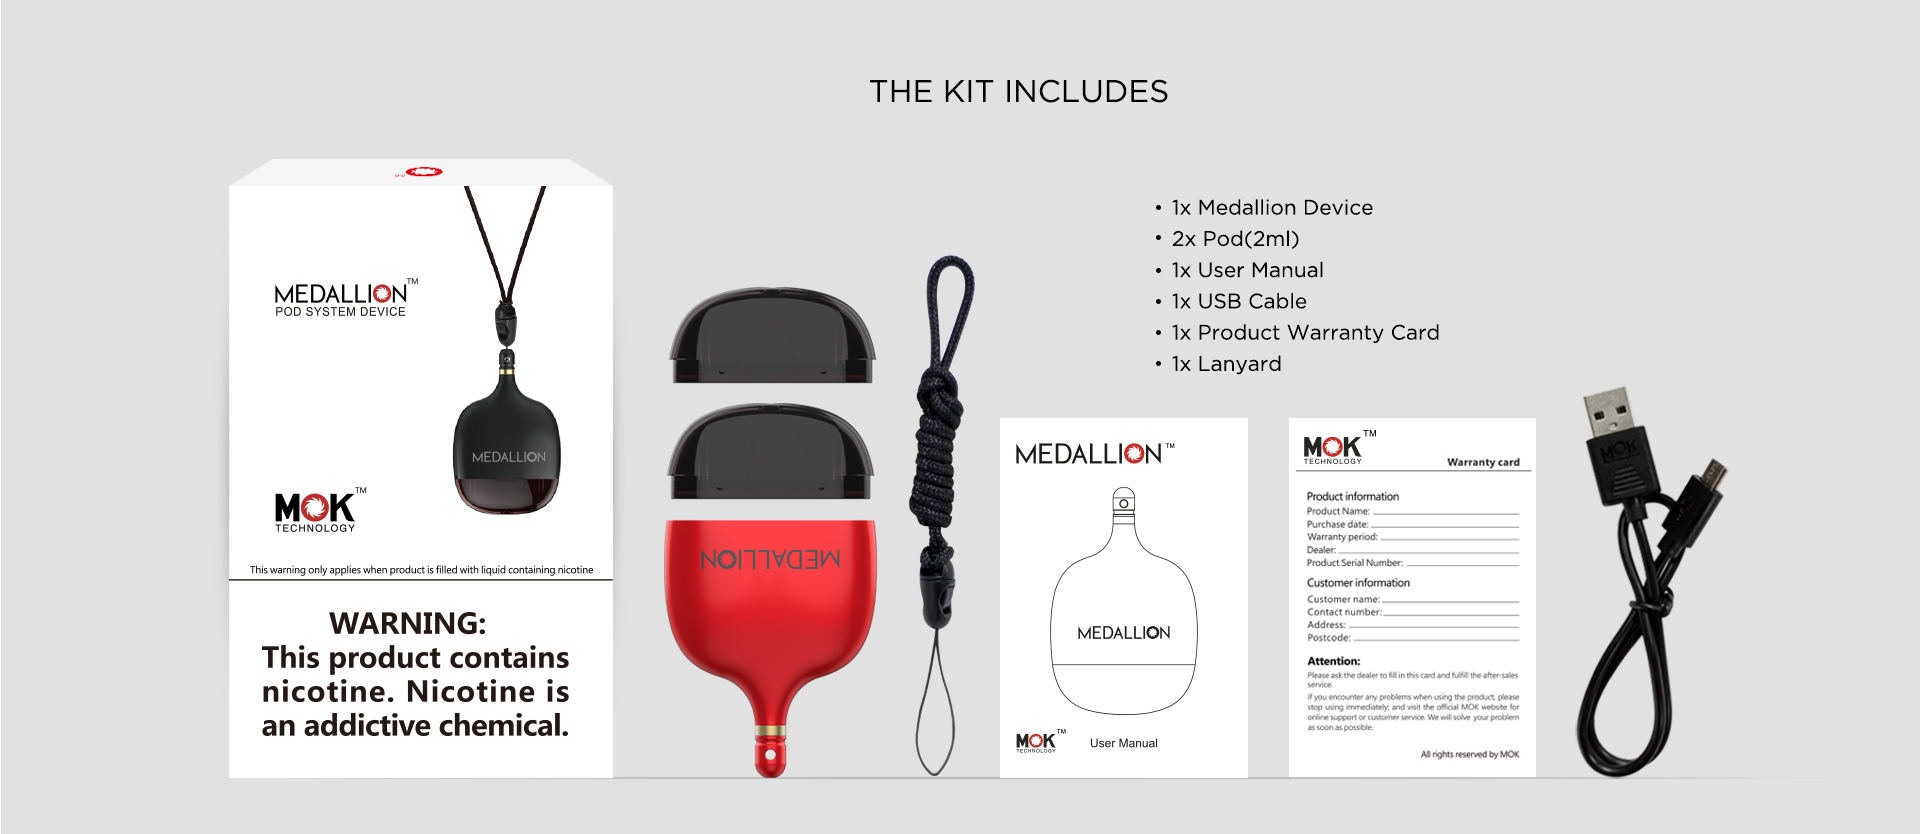 THE KIT INCLUDES
MEDALLION™
POD SYSTEM DEVICE
MEDALLION
MOK™
TECHNOLOGY
This warning only applies when product is filled with liquid containing nicotine
WARNING:
This product contains
nicotine. Nicotine is
an addictive chemical.
MEDALLION
• 1x Medallion Device
• 2x Pod(2ml)
• 1x User Manual
• 1x USB Cable
• 1x Product Warranty Card
• 1x Lanyard
MEDALLION™
MEDALLION
MOK™
TECHNOLOGY
User Manual
MOK™
TECHNOLOGY
Warranty card
Product information
Product Name:
Purchase date:
Warranty period:
Dealer:
Product Serial Number:
Customer information
Customer name:
Contact number:
Address:
Postcode:
Attention:
Please ask the dealer to fill in this card and fulfill the after-sales
service.
If you encounter any problems when using the product, please
stop using immediately; and visit the official MOK website for
online support or customer service. We will solve your problem
as soon as possible.
All rights reserved by MOK
MOK